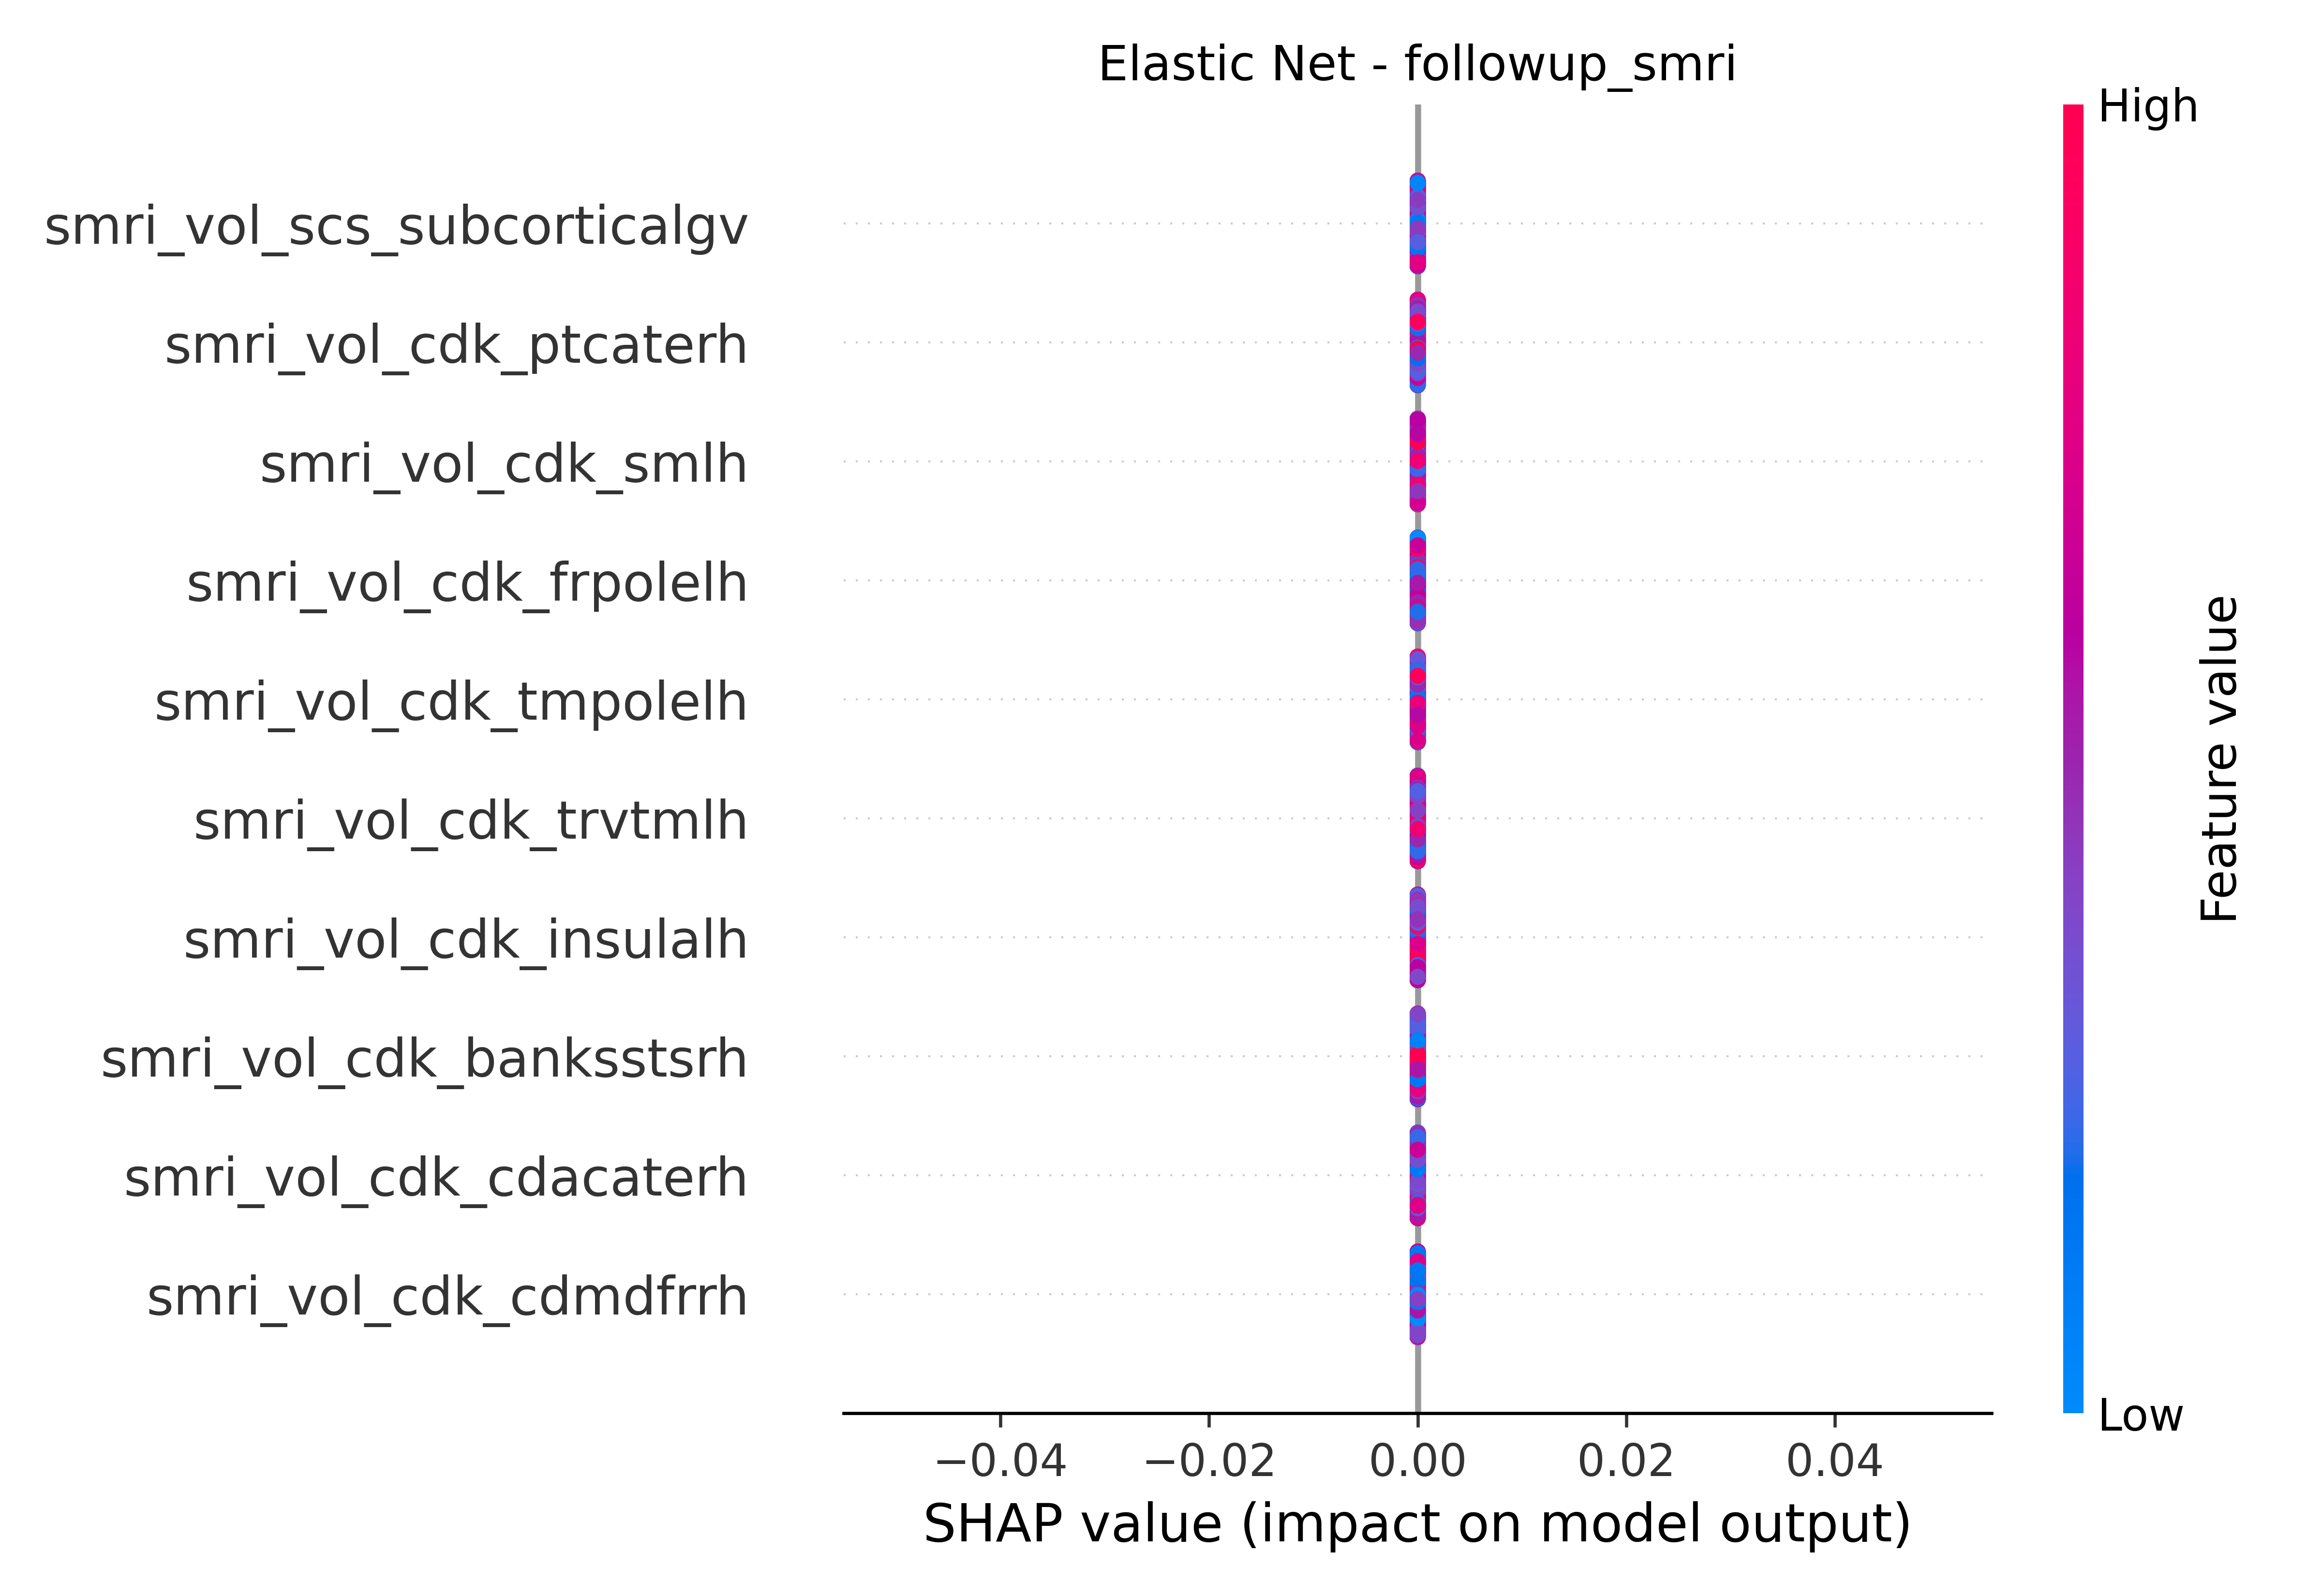 Elastic Net - followup_smri
High
smri_vol_scs_subcorticalgv
smri_vol_cdk_ptcaterh
smri_vol_cdk_smlh
smri_vol_cdk_frpolelh
smri_vol_cdk_tmpolelh
smri_vol_cdk_trvtmlh
smri_vol_cdk_insulalh
smri_vol_cdk_banksstsrh
smri_vol_cdk_cdacaterh
smri_vol_cdk_cdmdfrrh
Feature value
Low
−0.04 −0.02 0.00 0.02 0.04
SHAP value (impact on model output)